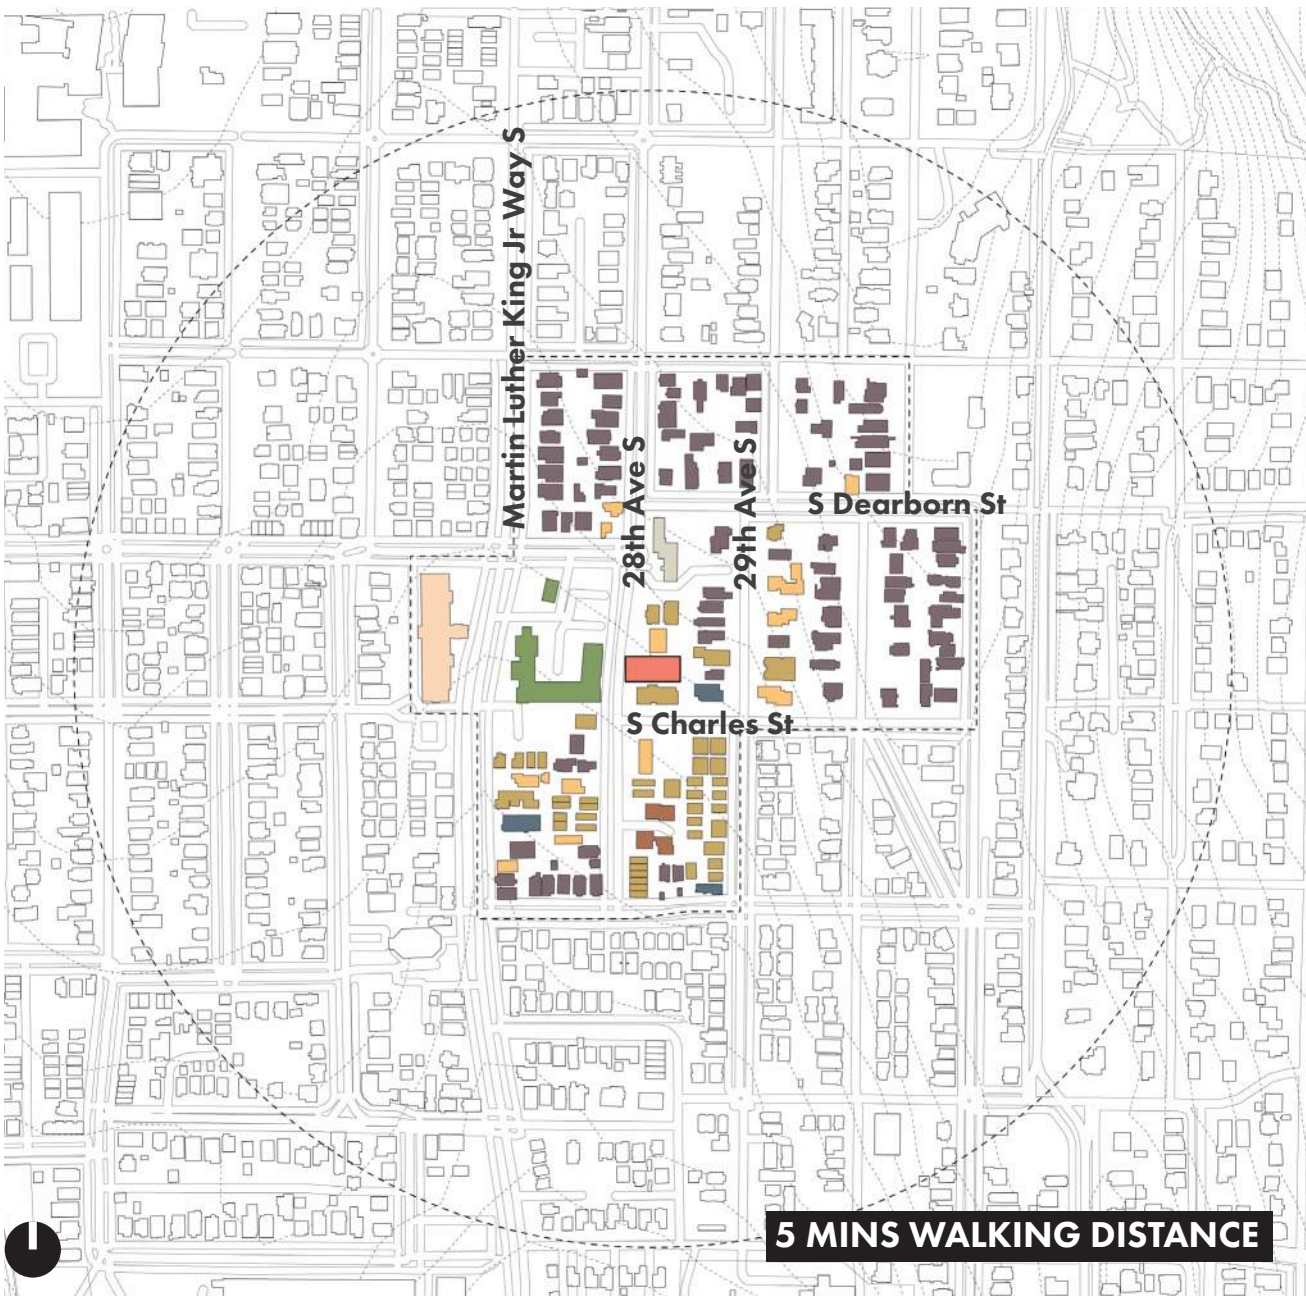 Martin Luther King Jr Way S
28th Ave S
29th Ave S
S Dearborn St
S Charles St
5 MINS WALKING DISTANCE